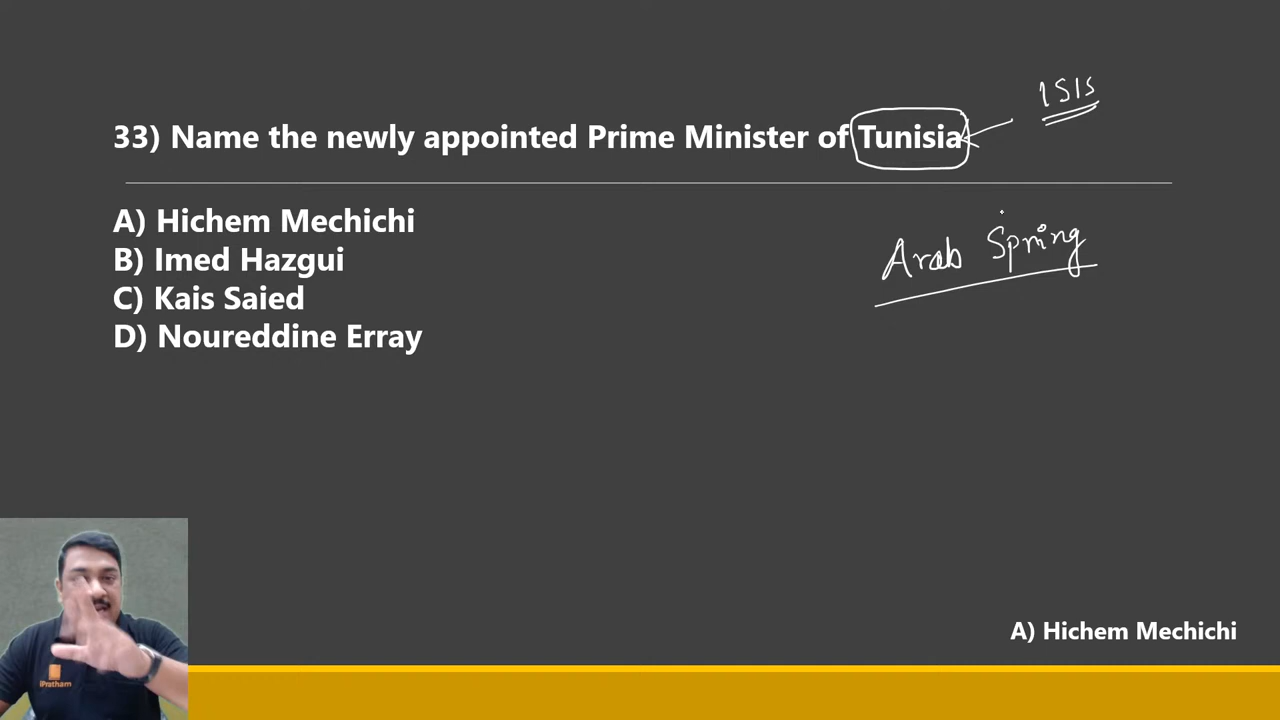 ISIS
33) Name the newly appointed Prime Minister of Tunisia
A) Hichem Mechichi
B) Imed Hazgui
C) Kais Saied
D) Noureddine Erray
Arab Spring
A) Hichem Mechichi
iPratham